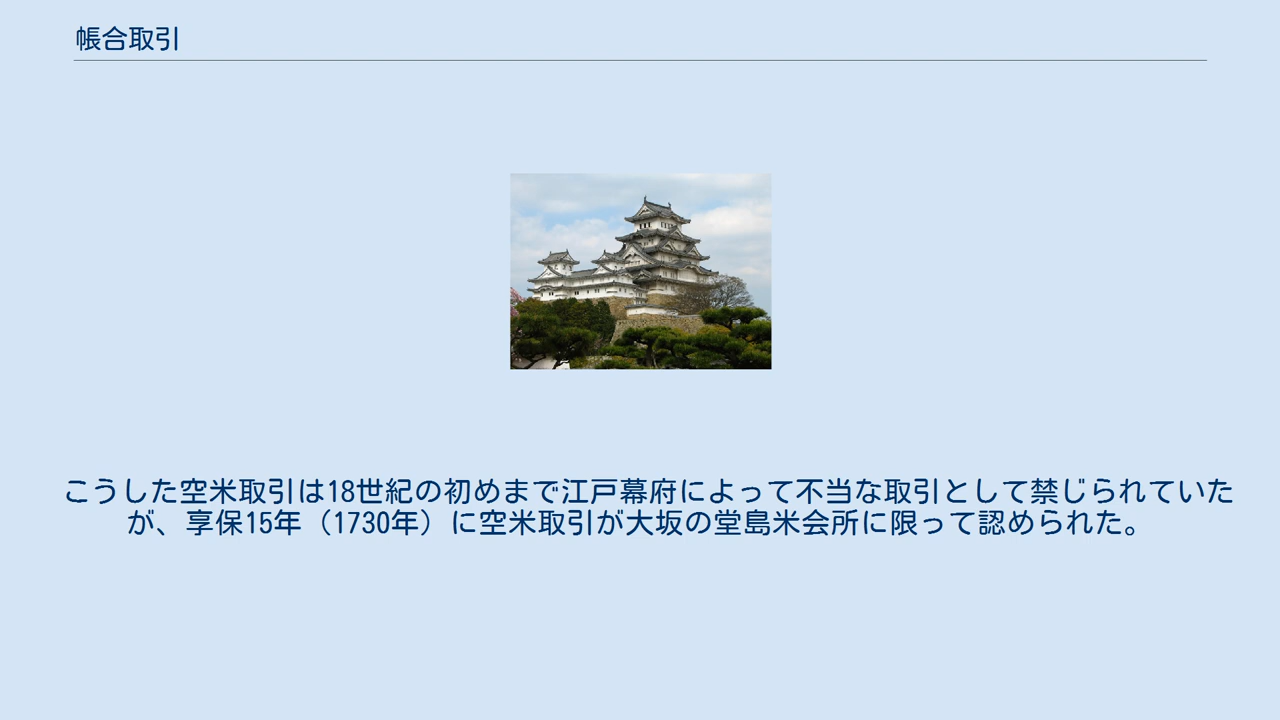 帳合取引
こうした空米取引は18世紀の初めまで江戸幕府によって不当な取引として禁じられていた
が、享保15年（1730年）に空米取引が大坂の堂島米会所に限って認められた。